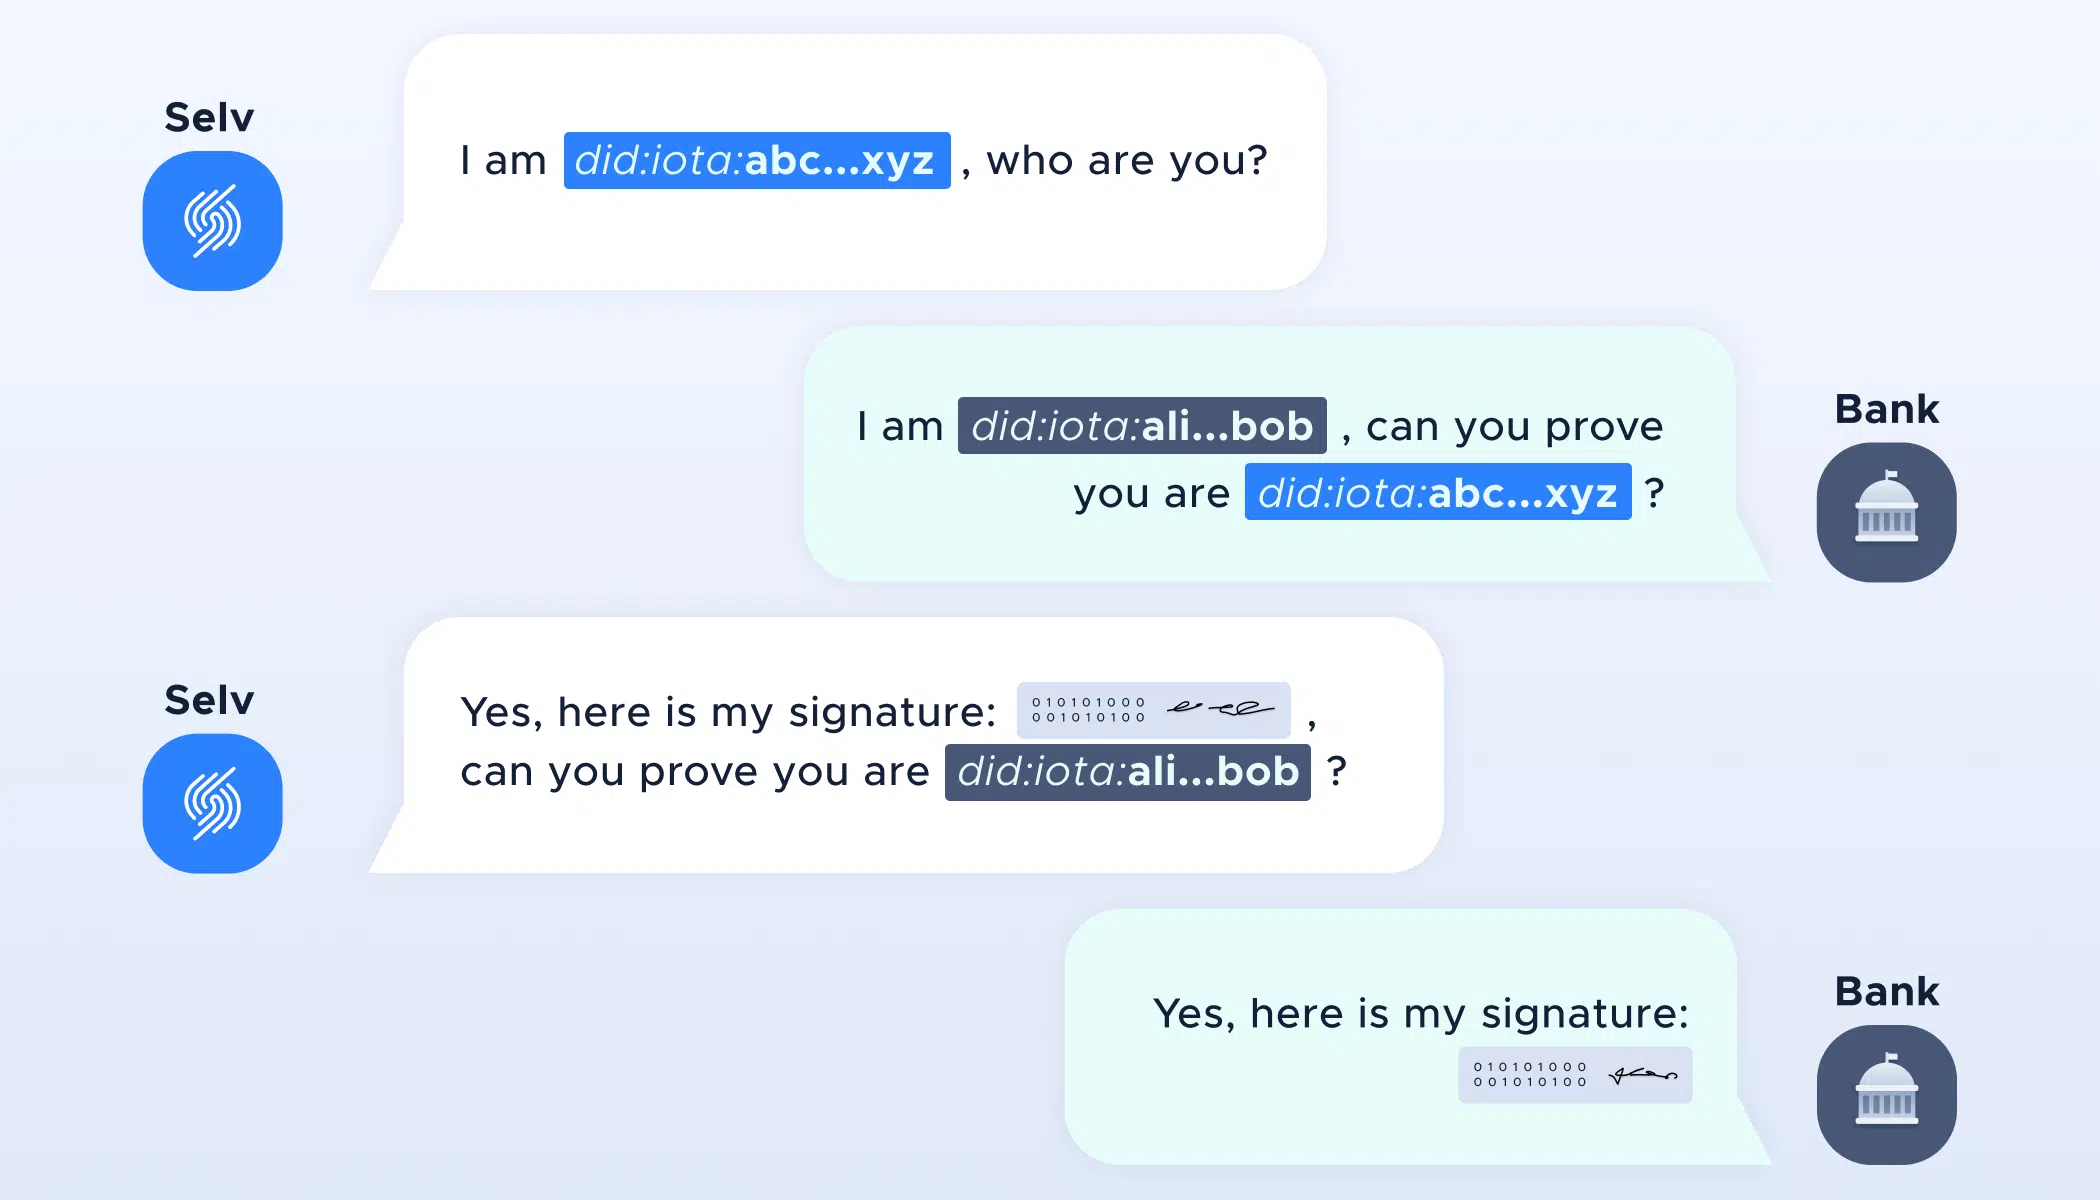 Selv
I am did:iota:abc...xyz , who are you?
Bank
I am did:iota:ali...bob , can you prove
you are did:iota:abc...xyz ?
Selv
Yes, here is my signature: 010101000 ,
001010100
can you prove you are did:iota:ali...bob ?
Bank
Yes, here is my signature:
010101000
001010100